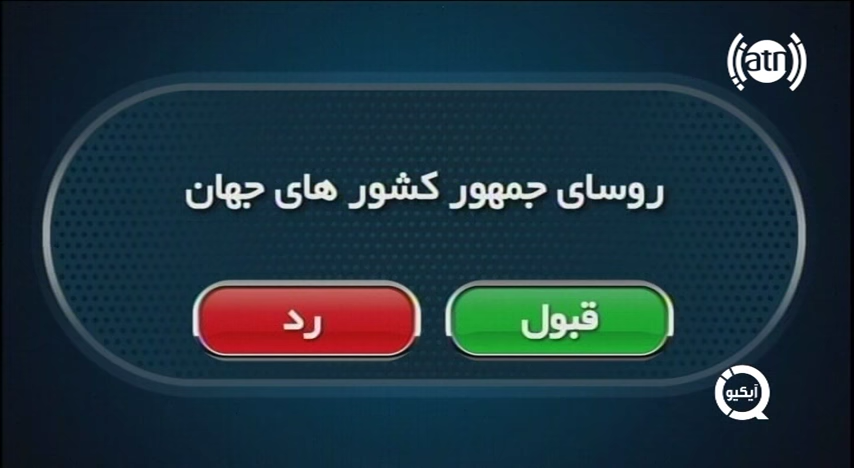 atn
روسای جمهور کشور های جهان
قبول
رد
آیکیو